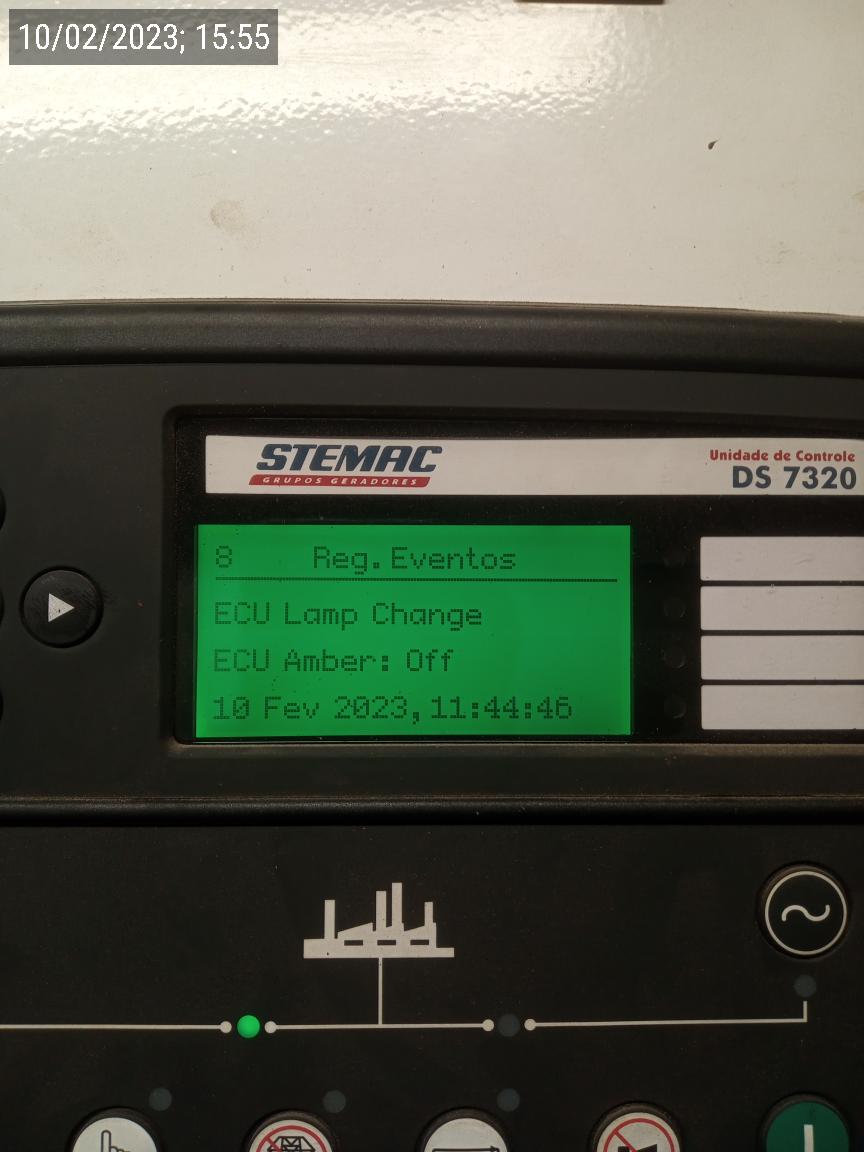 10/02/2023; 15:55
STEMAC
GRUPOS GERADORES
Unidade de Controle
DS 7320
8 Reg. Eventos
ECU Lamp Change
ECU Amber: Off
10 Fev 2023, 11:44:46